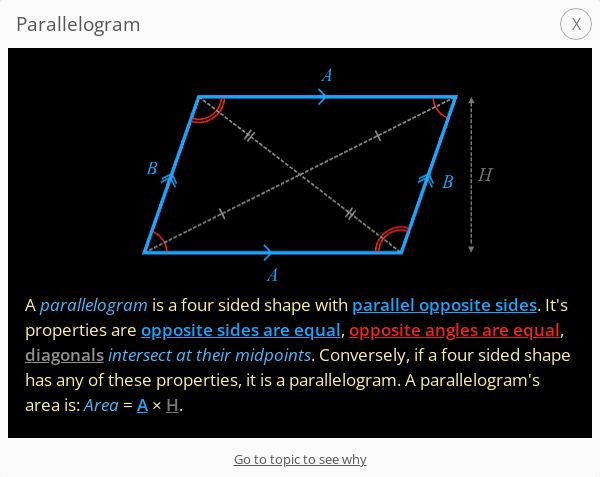 Parallelogram
X
A
B
B
H
A
A parallelogram is a four sided shape with parallel opposite sides. It's
properties are opposite sides are equal, opposite angles are equal,
diagonals intersect at their midpoints. Conversely, if a four sided shape
has any of these properties, it is a parallelogram. A parallelogram's
area is: Area = A × H.
Go to topic to see why